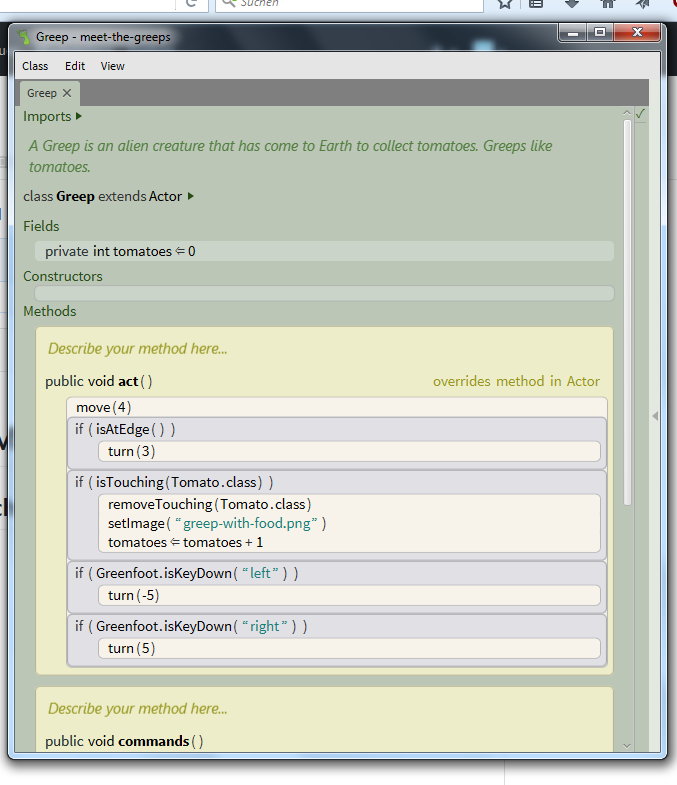 Suchen
Greep - meet-the-greeps
Class Edit View
Greep
Imports
A Greep is an alien creature that has come to Earth to collect tomatoes. Greeps like
tomatoes.
class Greep extends Actor
Fields
private int tomatoes ⇐ 0
Constructors
Methods
Describe your method here...
public void act ( ) overrides method in Actor
move (4)
if ( isAtEdge ( ) )
turn (3)
if ( isTouching (Tomato.class) )
removeTouching (Tomato.class)
setImage( “greep-with-food.png” )
tomatoes ⇐ tomatoes + 1
if ( Greenfoot.isKeyDown( “left” ) )
turn (-5)
if ( Greenfoot.isKeyDown( “right” ) )
turn (5)
Describe your method here...
public void commands ( )